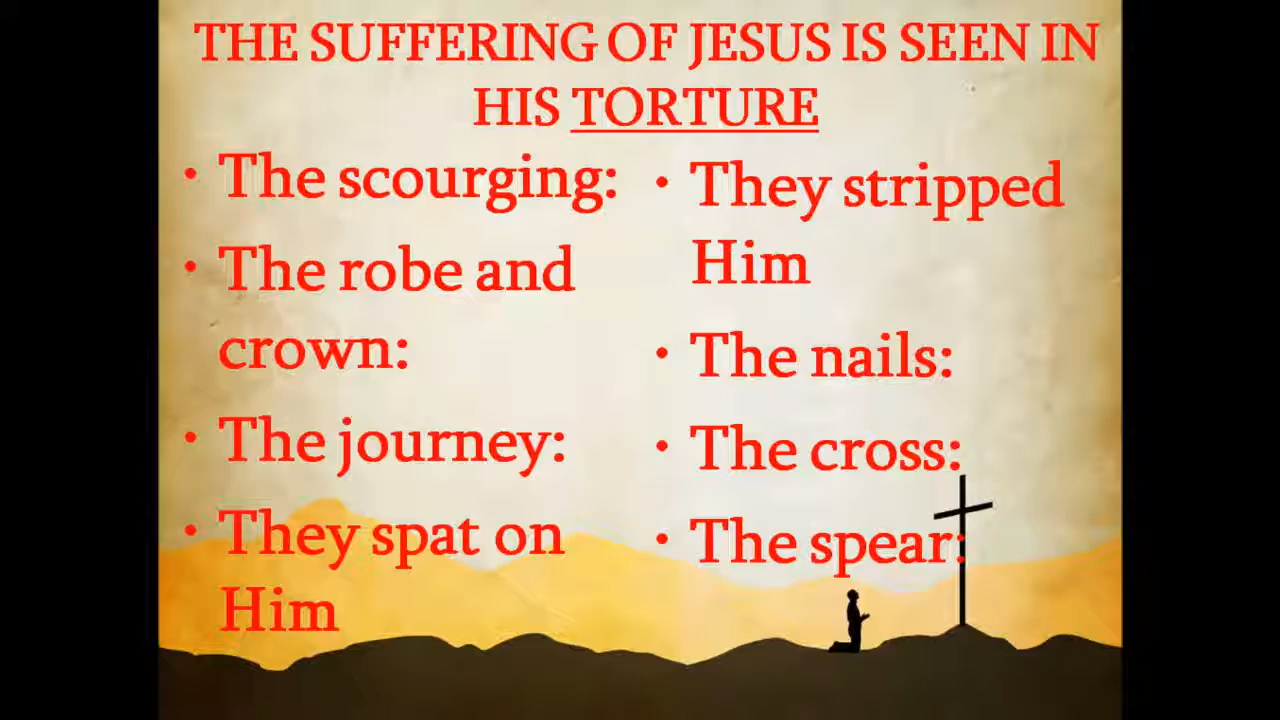 THE SUFFERING OF JESUS IS SEEN IN
HIS TORTURE
• The scourging:
• The robe and
crown:
• The journey:
• They spat on
Him
• They stripped
Him
• The nails:
• The cross:
• The spear: